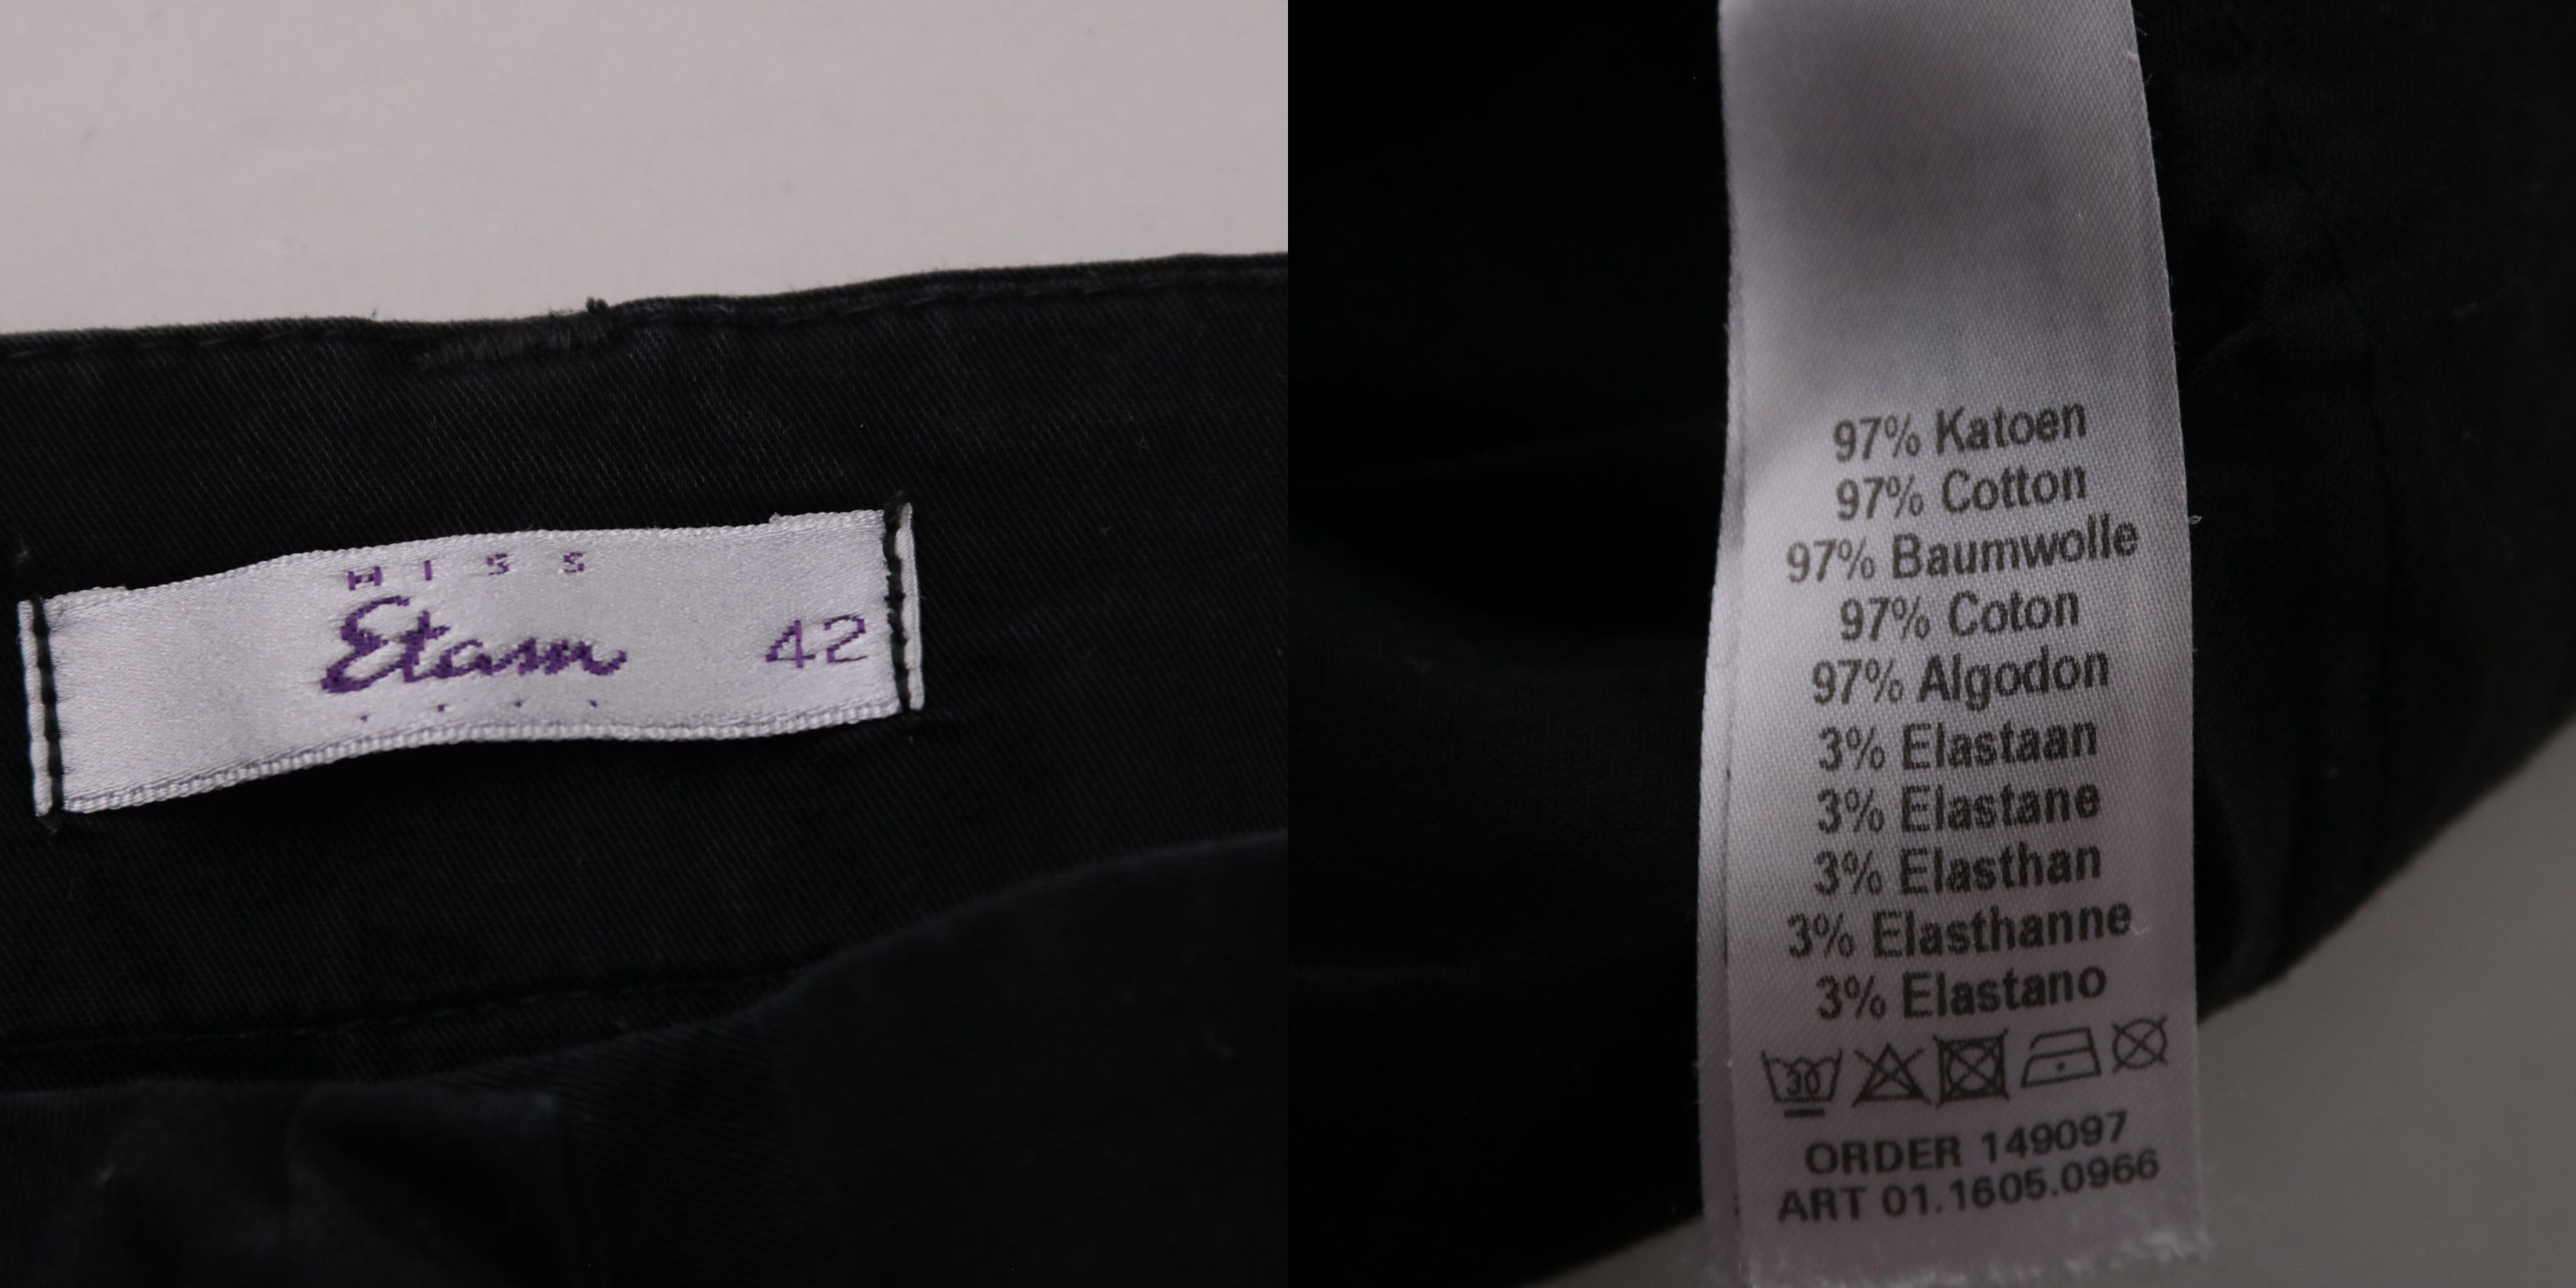 MISS
Etam
42
97% Katoen
97% Cotton
97% Baumwolle
97% Coton
97% Algodon
3% Elastaan
3% Elastane
3% Elasthan
3% Elasthanne
3% Elastano
30
ORDER 149097
ART 01.1605.0966